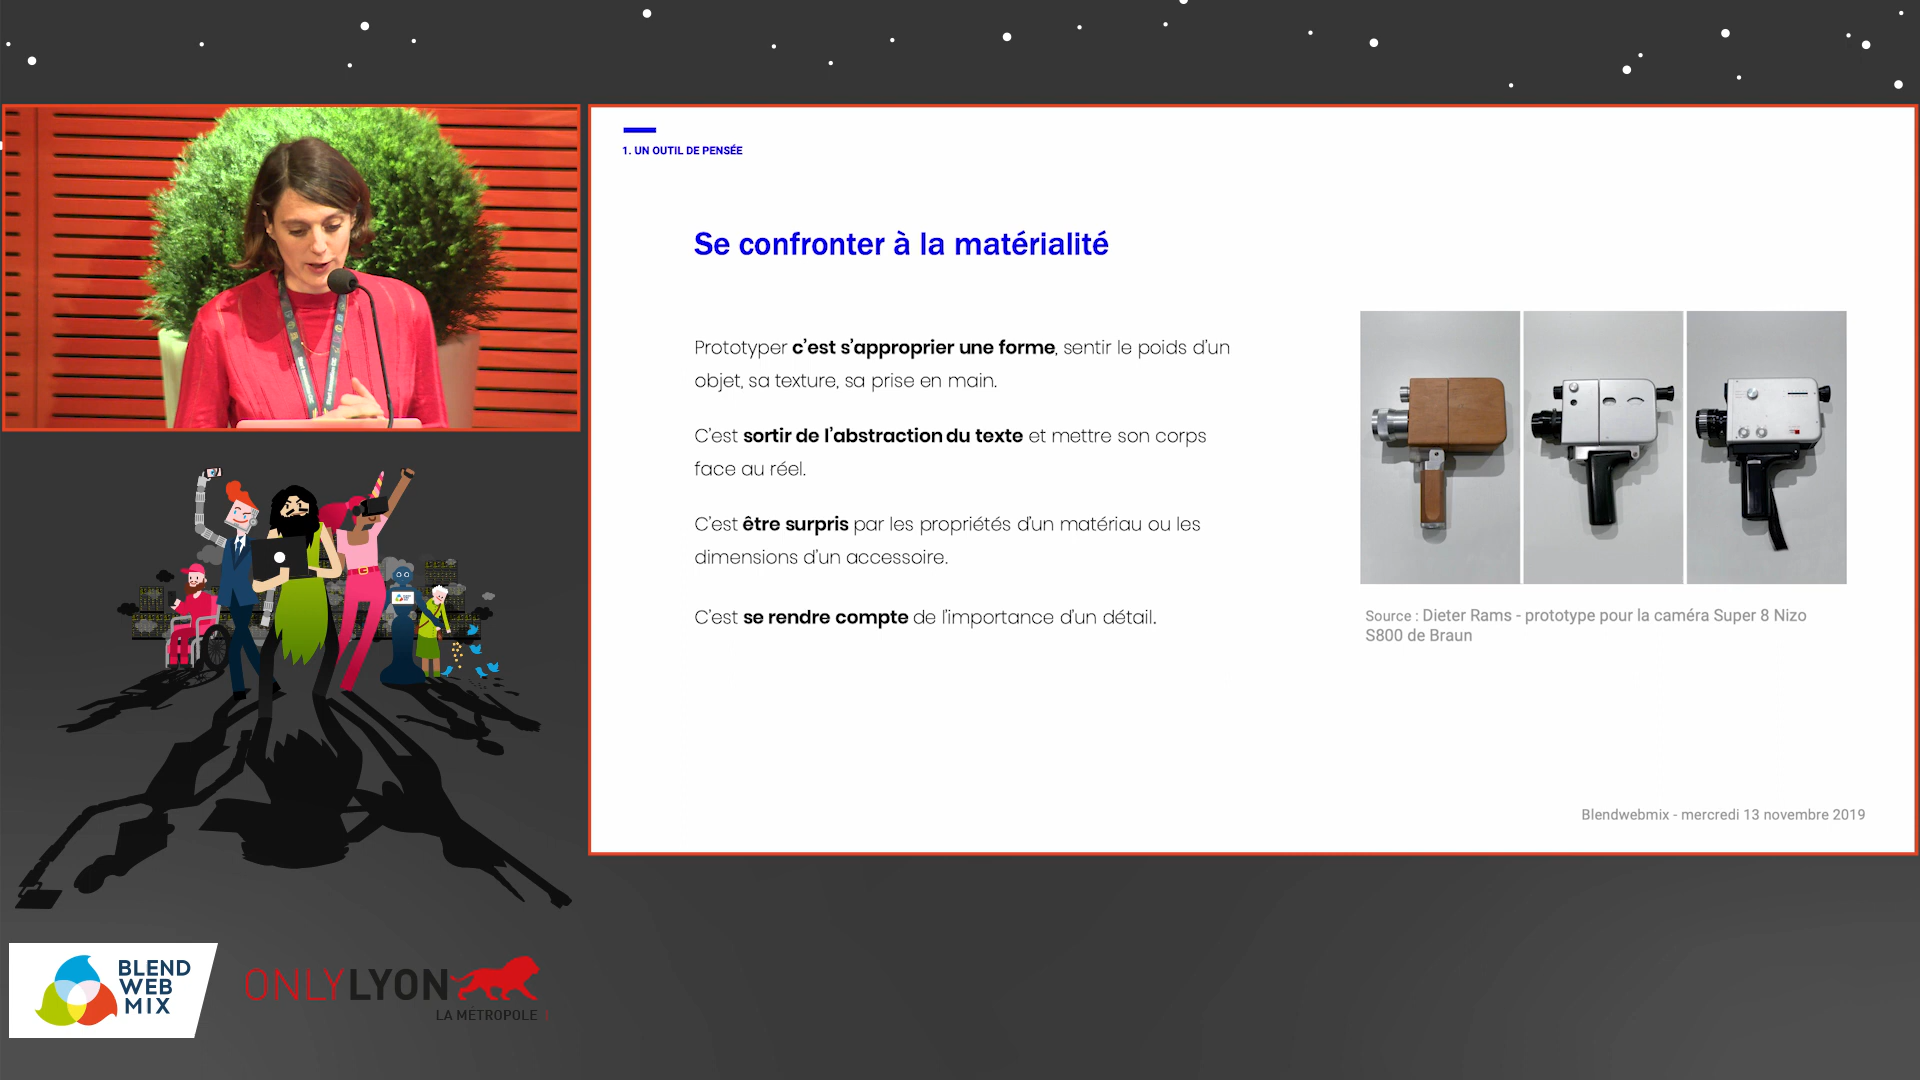 1. UN OUTIL DE PENSÉE
Se confronter à la matérialité
Prototyper c’est s’approprier une forme, sentir le poids d’un
objet, sa texture, sa prise en main.
C’est sortir de l’abstraction du texte et mettre son corps
face au réel.
C’est être surpris par les propriétés d’un matériau ou les
dimensions d’un accessoire.
C’est se rendre compte de l’importance d’un détail.
Source : Dieter Rams - prototype pour la caméra Super 8 Nizo
S800 de Braun
Blendwebmix - mercredi 13 novembre 2019
BLEND
WEB
MIX
ONLYLYON
LA MÉTROPOLE